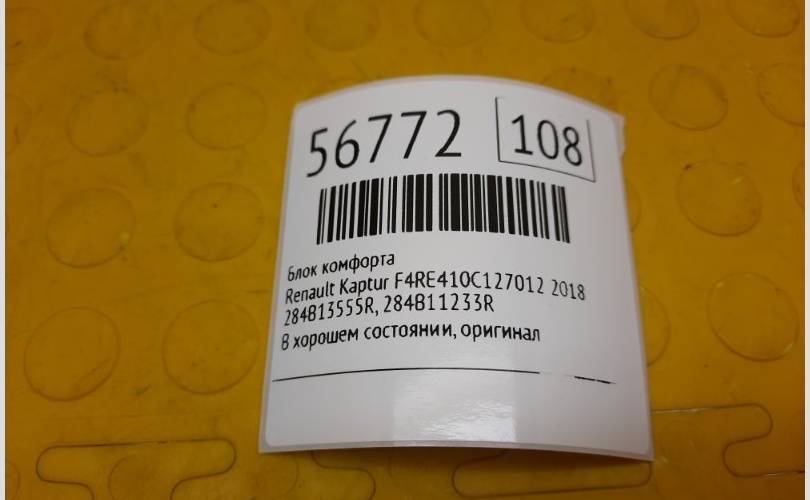 56772 108
Блок комфорта
Renault Kaptur F4RE410C127012 2018
284B13555R, 284B11233R
В хорошем состоянии, оригинал